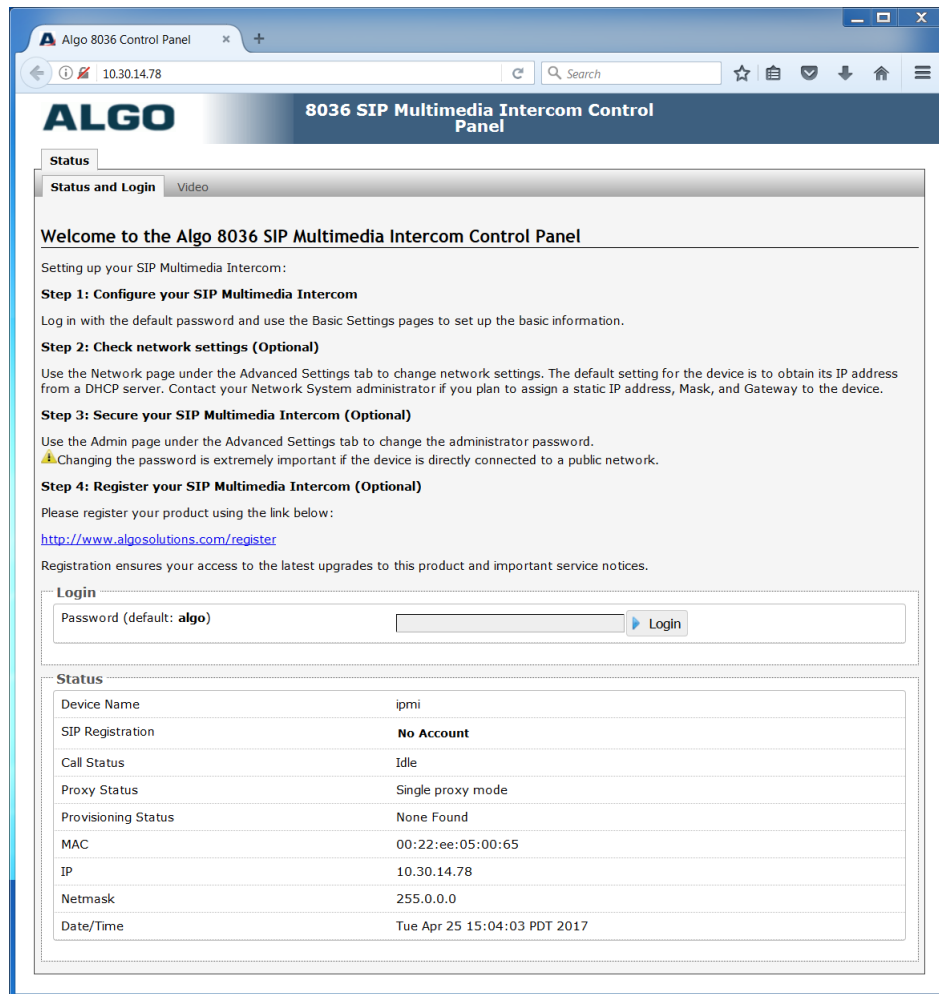 Algo 8036 Control Panel
10.30.14.78
Search
ALGO
8036 SIP Multimedia Intercom Control
Panel
Status
Status and Login
Video
Welcome to the Algo 8036 SIP Multimedia Intercom Control Panel
Setting up your SIP Multimedia Intercom:
Step 1: Configure your SIP Multimedia Intercom
Log in with the default password and use the Basic Settings pages to set up the basic information.
Step 2: Check network settings (Optional)
Use the Network page under the Advanced Settings tab to change network settings. The default setting for the device is to obtain its IP address
from a DHCP server. Contact your Network System administrator if you plan to assign a static IP address, Mask, and Gateway to the device.
Step 3: Secure your SIP Multimedia Intercom (Optional)
Use the Admin page under the Advanced Settings tab to change the administrator password.
Changing the password is extremely important if the device is directly connected to a public network.
Step 4: Register your SIP Multimedia Intercom (Optional)
Please register your product using the link below:
http://www.algosolutions.com/register
Registration ensures your access to the latest upgrades to this product and important service notices.
Login
Password (default: algo)
Login
Status
Device Name ipmi
SIP Registration No Account
Call Status Idle
Proxy Status Single proxy mode
Provisioning Status None Found
MAC 00:22:ee:05:00:65
IP 10.30.14.78
Netmask 255.0.0.0
Date/Time Tue Apr 25 15:04:03 PDT 2017